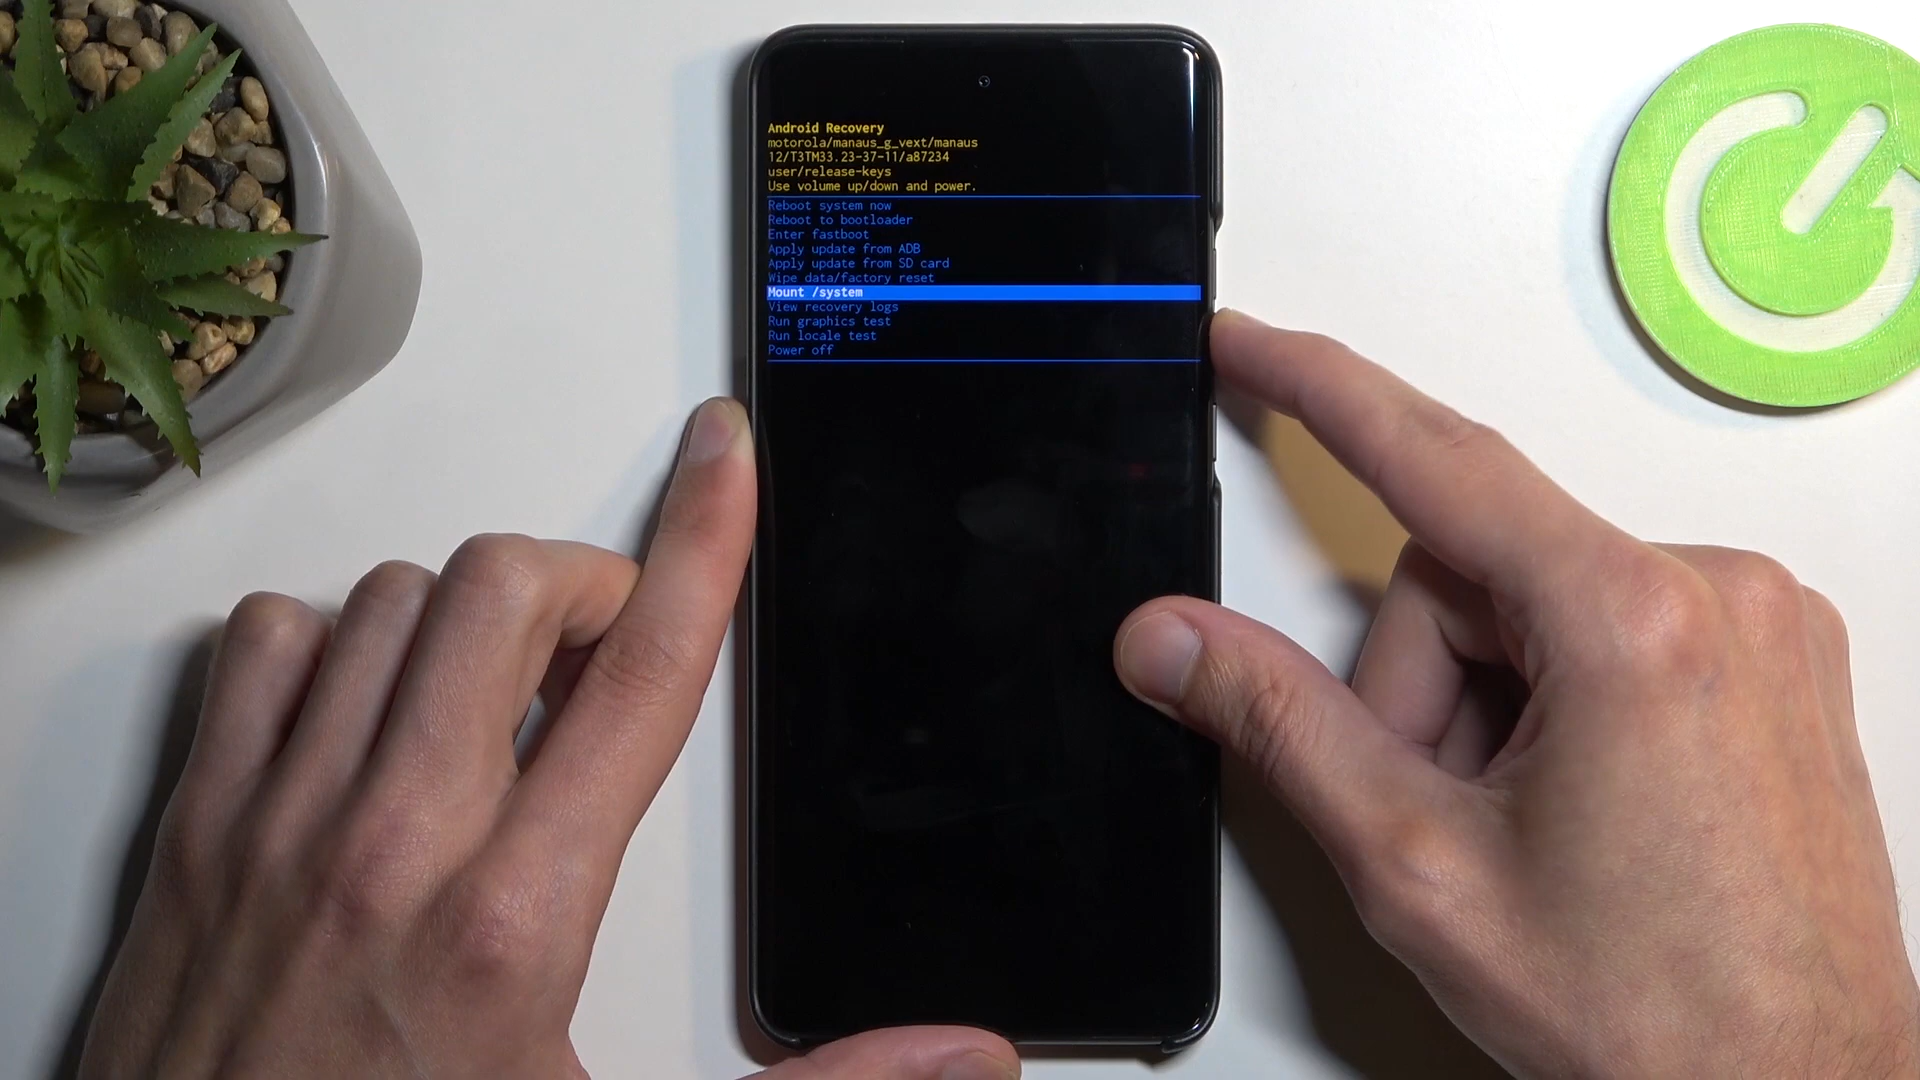 Android Recovery
motorola/manaus_g_vext/manaus
12/T3TM33.23-37-11/a87234
user/release-keys
Use volume up/down and power.
Reboot system now
Reboot to bootloader
Enter fastboot
Apply update from ADB
Apply update from SD card
Wipe data/factory reset
Mount /system
View recovery logs
Run graphics test
Run locale test
Power off